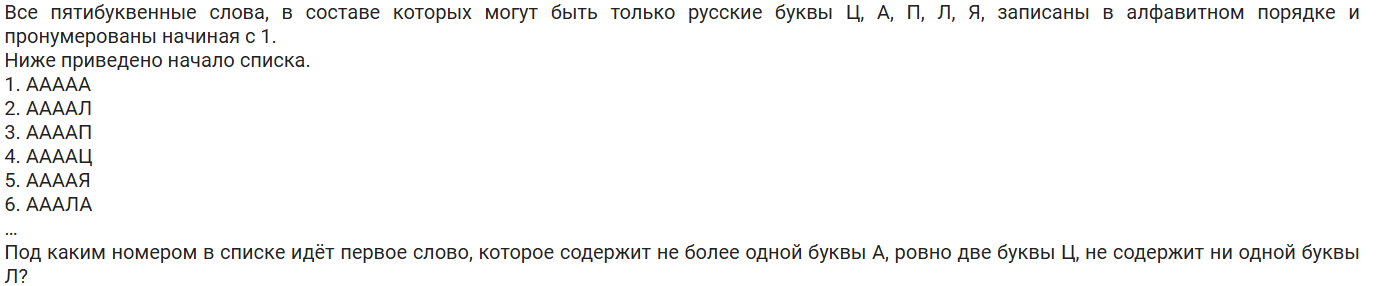 Все пятибуквенные слова, в составе которых могут быть только русские буквы Ц, А, П, Л, Я, записаны в алфавитном порядке и
пронумерованы начиная с 1.
Ниже приведено начало списка.
1. ААААА
2. ААААЛ
3. ААААП
4. ААААЦ
5. ААААЯ
6. АААЛА
...
Под каким номером в списке идёт первое слово, которое содержит не более одной буквы А, ровно две буквы Ц, не содержит ни одной буквы
Л?